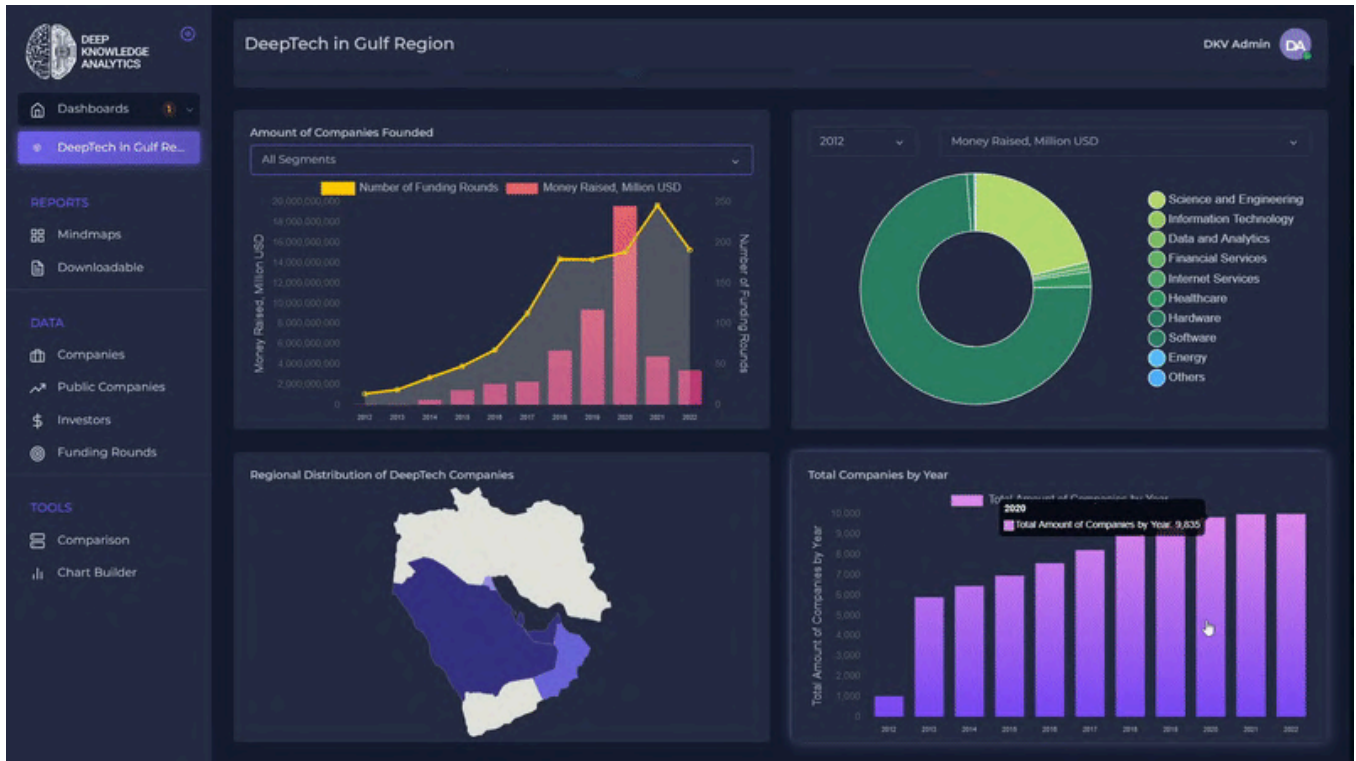 DEEP
KNOWLEDGE
ANALYTICS
Dashboards 1
DeepTech in Gulf Re...
REPORTS
Mindmaps
Downloadable
DATA
Companies
Public Companies
Investors
Funding Rounds
TOOLS
Comparison
Chart Builder
DeepTech in Gulf Region
DKV Admin DA
Amount of Companies Founded
All Segments
Number of Funding Rounds Money Raised, Million USD
Money Raised, Million USD
20,000,000,000
18,000,000,000
16,000,000,000
14,000,000,000
12,000,000,000
10,000,000,000
8,000,000,000
6,000,000,000
4,000,000,000
2,000,000,000
0
250
200
150
100
50
0
Number of Funding Rounds
2012 2013 2014 2015 2016 2017 2018 2019 2020 2021 2022
2012 Money Raised, Million USD
Science and Engineering
Information Technology
Data and Analytics
Financial Services
Internet Services
Healthcare
Hardware
Software
Energy
Others
Regional Distribution of DeepTech Companies
Total Companies by Year
Total Amount of Companies by Year
2020
Total Amount of Companies by Year: 9,835
Total Amount of Companies by Year
10,000
9,000
8,000
7,000
6,000
5,000
4,000
3,000
2,000
1,000
0
2012 2013 2014 2015 2016 2017 2018 2019 2020 2021 2022